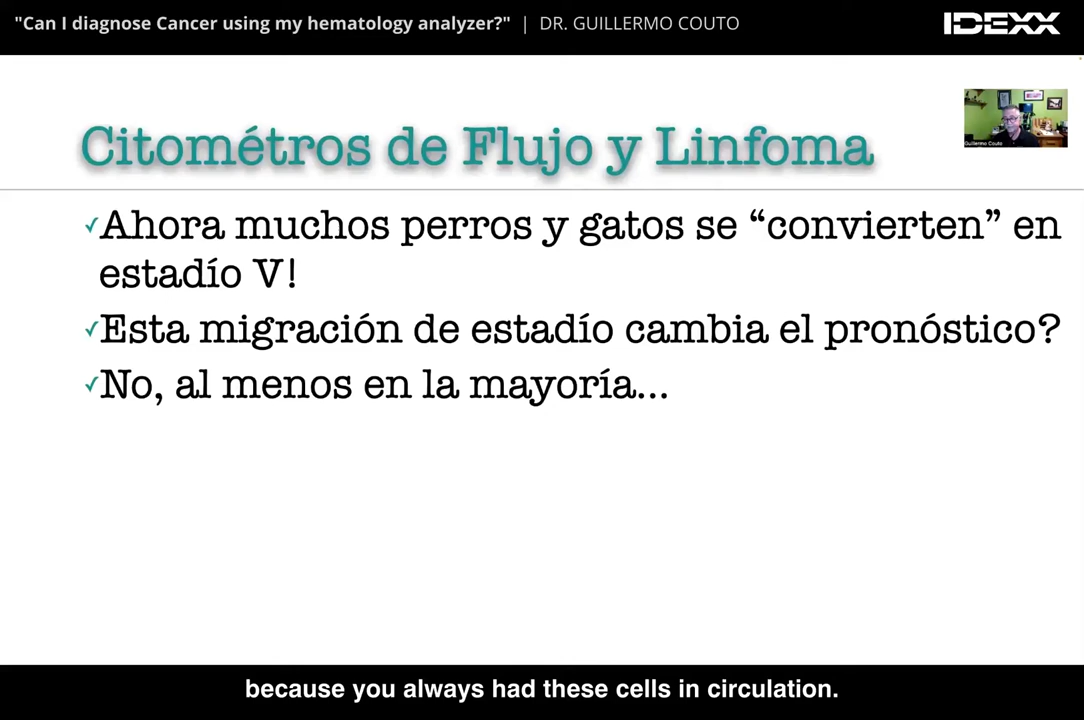 "Can I diagnose Cancer using my hematology analyzer?" | DR. GUILLERMO COUTO
IDEXX
Guillermo Couto
Citométros de Flujo y Linfoma
✓Ahora muchos perros y gatos se “convierten” en
estadío V!
✓Esta migración de estadío cambia el pronóstico?
✓No, al menos en la mayoría...
because you always had these cells in circulation.